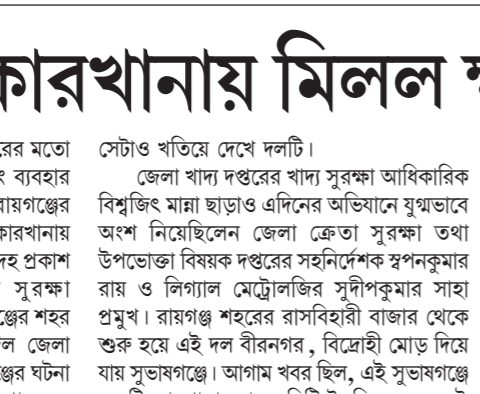 কারখানায় মিলল
রের মতো
ং ব্যবহার
রায়গঞ্জের
কারখানায়
দেহ প্রকাশ
সুরক্ষা
ঞ্জের শহর
ল জেলা
ঞ্জের ঘটনা
সেটাও খতিয়ে দেখে দলটি।
জেলা খাদ্য দপ্তরের খাদ্য সুরক্ষা আধিকারিক
বিশ্বজিৎ মান্না ছাড়াও এদিনের অভিযানে যুগ্মভাবে
অংশ নিয়েছিলেন জেলা ক্রেতা সুরক্ষা তথা
উপভোক্তা বিষয়ক দপ্তরের সহনির্দেশক স্বপনকুমার
রায় ও লিগ্যাল মেট্রোলজির সুদীপকুমার সাহা
প্রমুখ। রায়গঞ্জ শহরের রাসবিহারী বাজার থেকে
শুরু হয়ে এই দল বীরনগর, বিদ্রোহী মোড় দিয়ে
যায় সুভাষগঞ্জে। আগাম খবর ছিল, এই সুভাষগঞ্জে